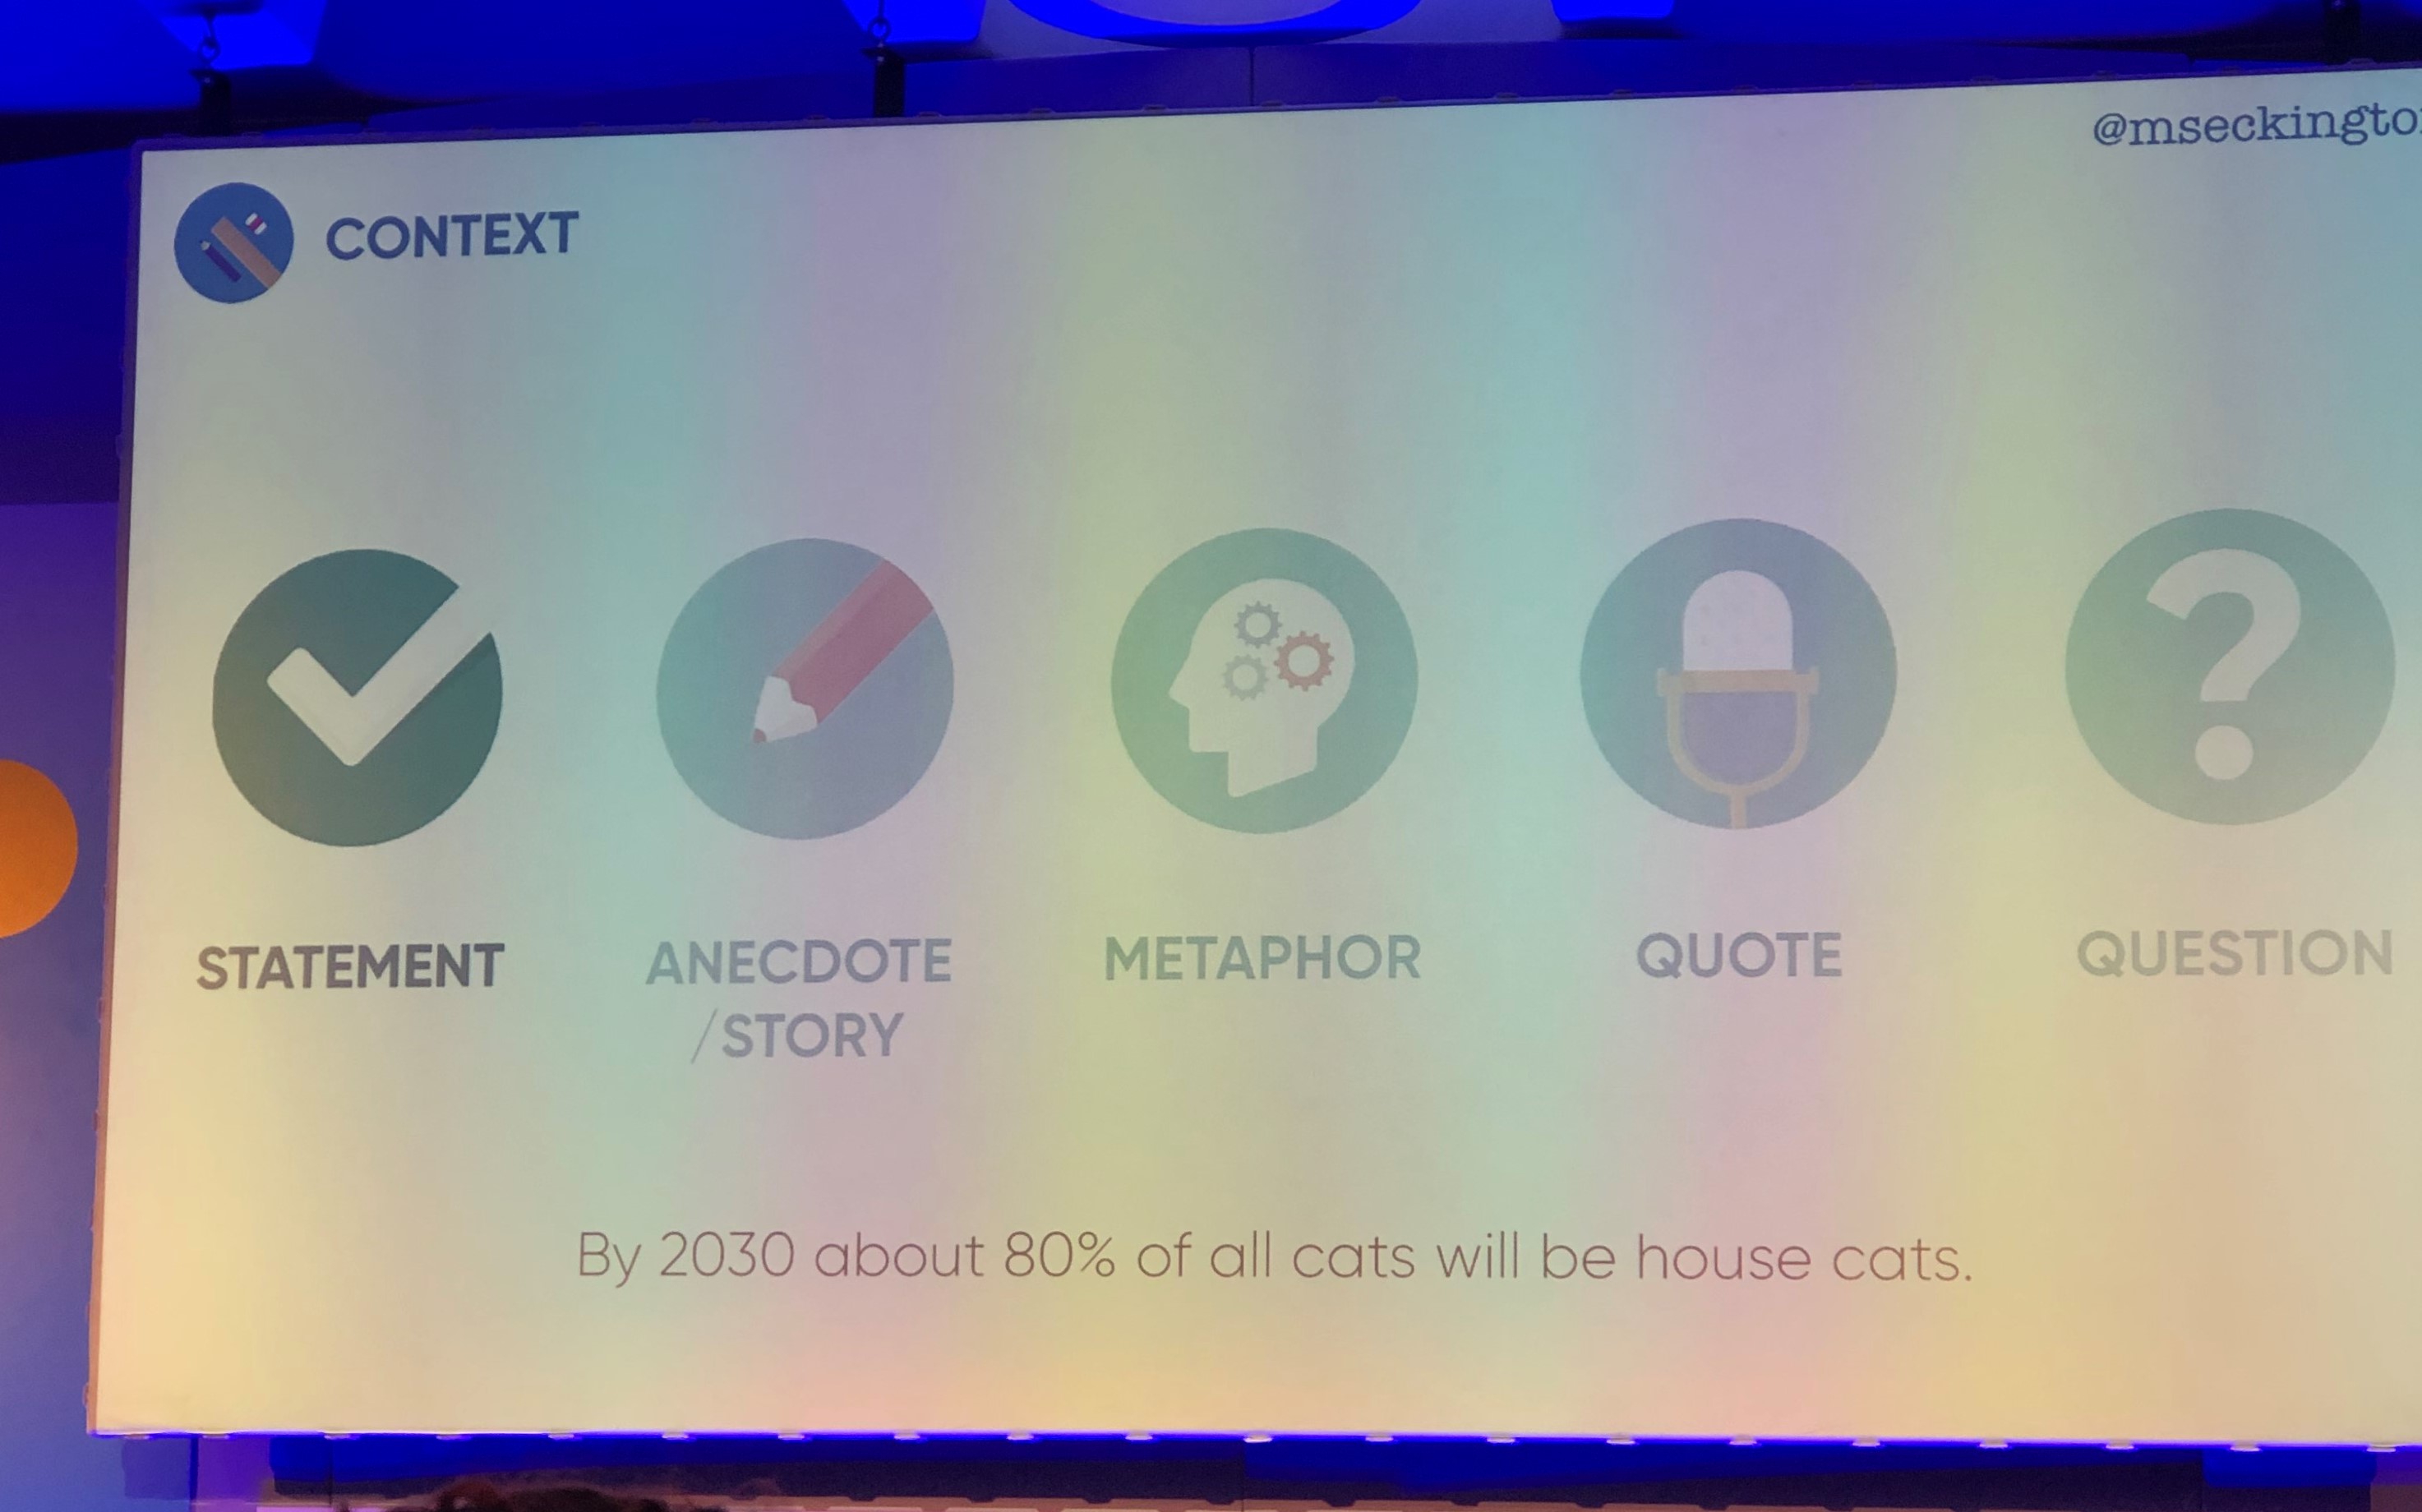 @mseckingto
CONTEXT
STATEMENT
ANECDOTE
/STORY
METAPHOR
QUOTE
QUESTION
By 2030 about 80% of all cats will be house cats.